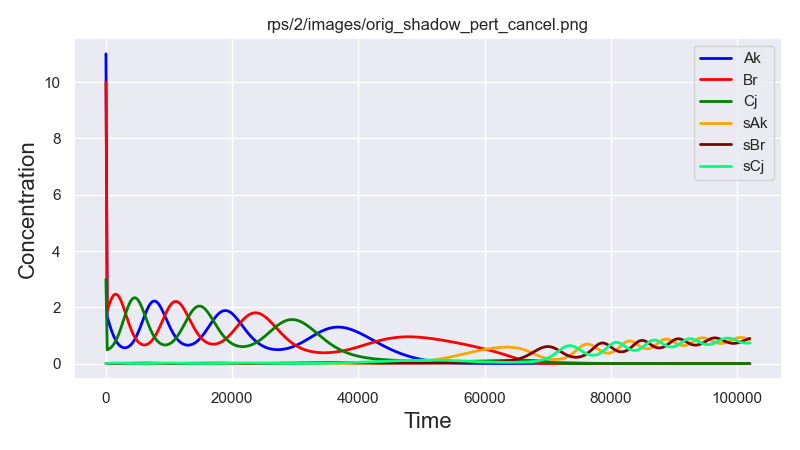 rps/2/images/orig_shadow_pert_cancel.png
Concentration
10
8
6
4
2
0
Ak
Br
Cj
sAk
sBr
sCj
0 20000 40000 60000 80000 100000
Time